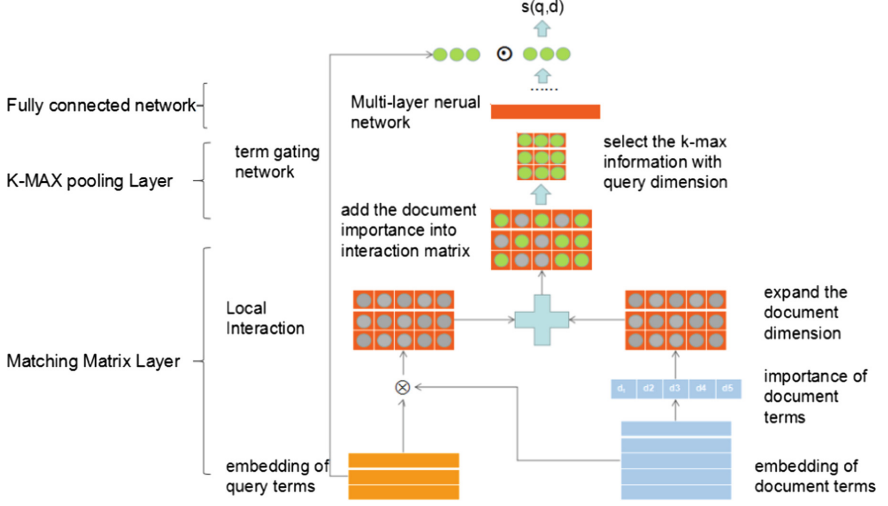 s(q,d)
Fully connected network
Multi-layer nerual
network
term gating
network
K-MAX pooling Layer
select the k-max
information with
query dimension
add the document
importance into
interaction matrix
Local
Interaction
expand the
document
dimension
Matching Matrix Layer
d, d2 d3 d4 d5
importance of
document
terms
embedding of
query terms
embedding of
document terms